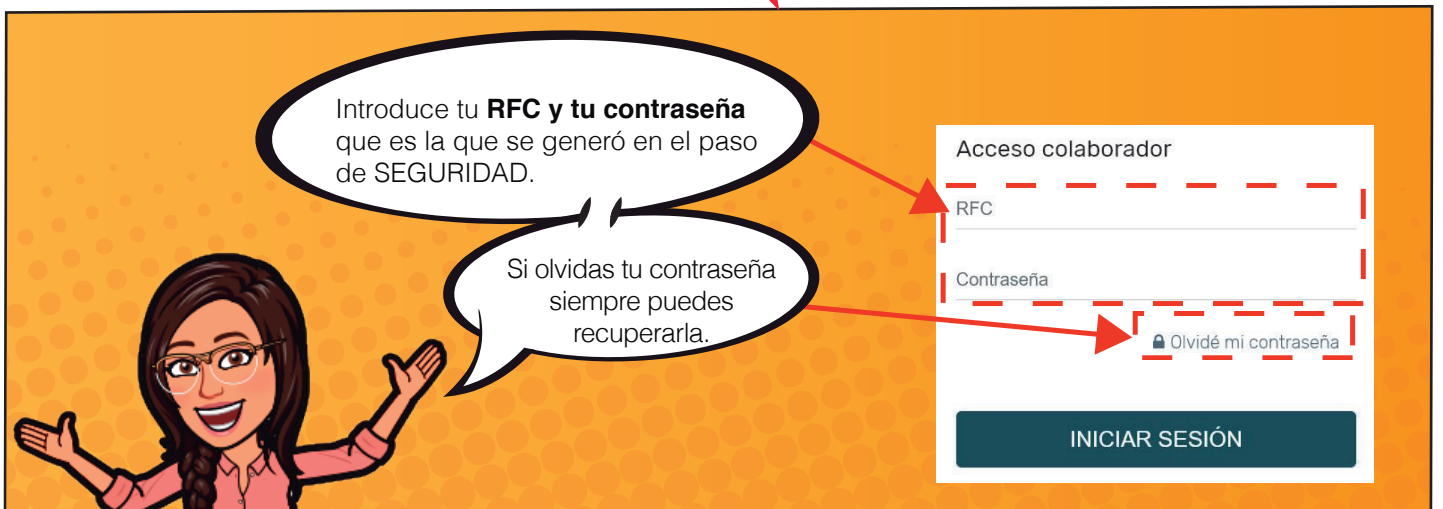 Introduce tu RFC y tu contraseña
que es la que se generó en el paso
de SEGURIDAD.
Si olvidas tu contraseña
siempre puedes
recuperarla.
Acceso colaborador
RFC
Contraseña
Olvidé mi contraseña
INICIAR SESIÓN